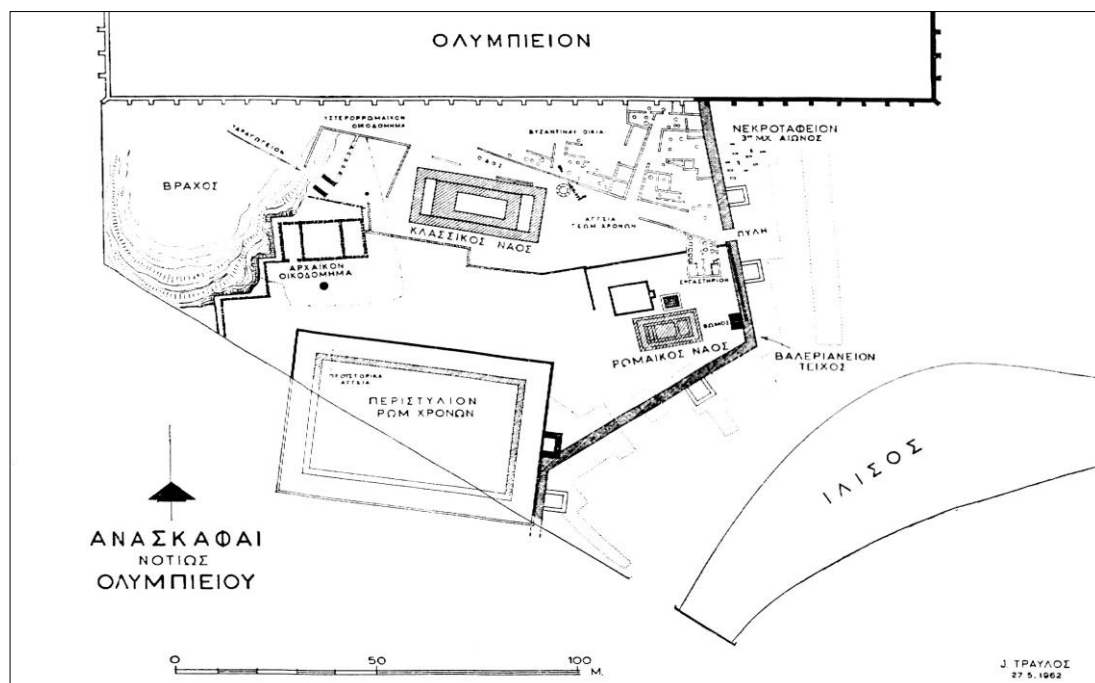 ΟΛΥΜΠΙΕΙΟΝ
ΥΣΤΕΡΟΡΡΩΜΑΙΚΟΝ
ΟΙΚΟΔΟΜΗΜΑ
ΥΔΡΑΓΩΓΕΙΟΝ
ΒΥΖΑΝΤΙΝΑΙ ΟΙΚΙΑΙ
ΝΕΚΡΟΤΑΦΕΙΟΝ
3ου ΜΧ ΑΙΩΝΟΣ
ΒΡΑΧΟΣ
ΟΔΟΣ
ΑΓΓΕΙΑ
ΓΕΩΜ ΧΡΟΝΩΝ
ΚΛΑΣΣΙΚΟΣ ΝΑΟΣ
ΠΥΛΗ
ΑΡΧΑΙΚΟΝ
ΟΙΚΟΔΟΜΗΜΑ
ΕΡΓΑΣΤΗΡΙΟΝ
ΒΩΜΟΣ
ΡΩΜΑΙΚΟΣ ΝΑΟΣ
ΒΑΛΕΡΙΑΝΕΙΟΝ
ΤΕΙΧΟΣ
ΠΡΟΙΣΤΟΡΙΚΑ
ΑΓΓΕΙΑ
ΠΕΡΙΣΤΥΛΙΟΝ
ΡΩΜ ΧΡΟΝΩΝ
ΙΛΙΣΟΣ
ΑΝΑΣΚΑΦΑΙ
ΝΟΤΙΩΣ
ΟΛΥΜΠΙΕΙΟΥ
0 50 100
Μ.
J. ΤΡΑΥΛΟΣ
27 5. 1962